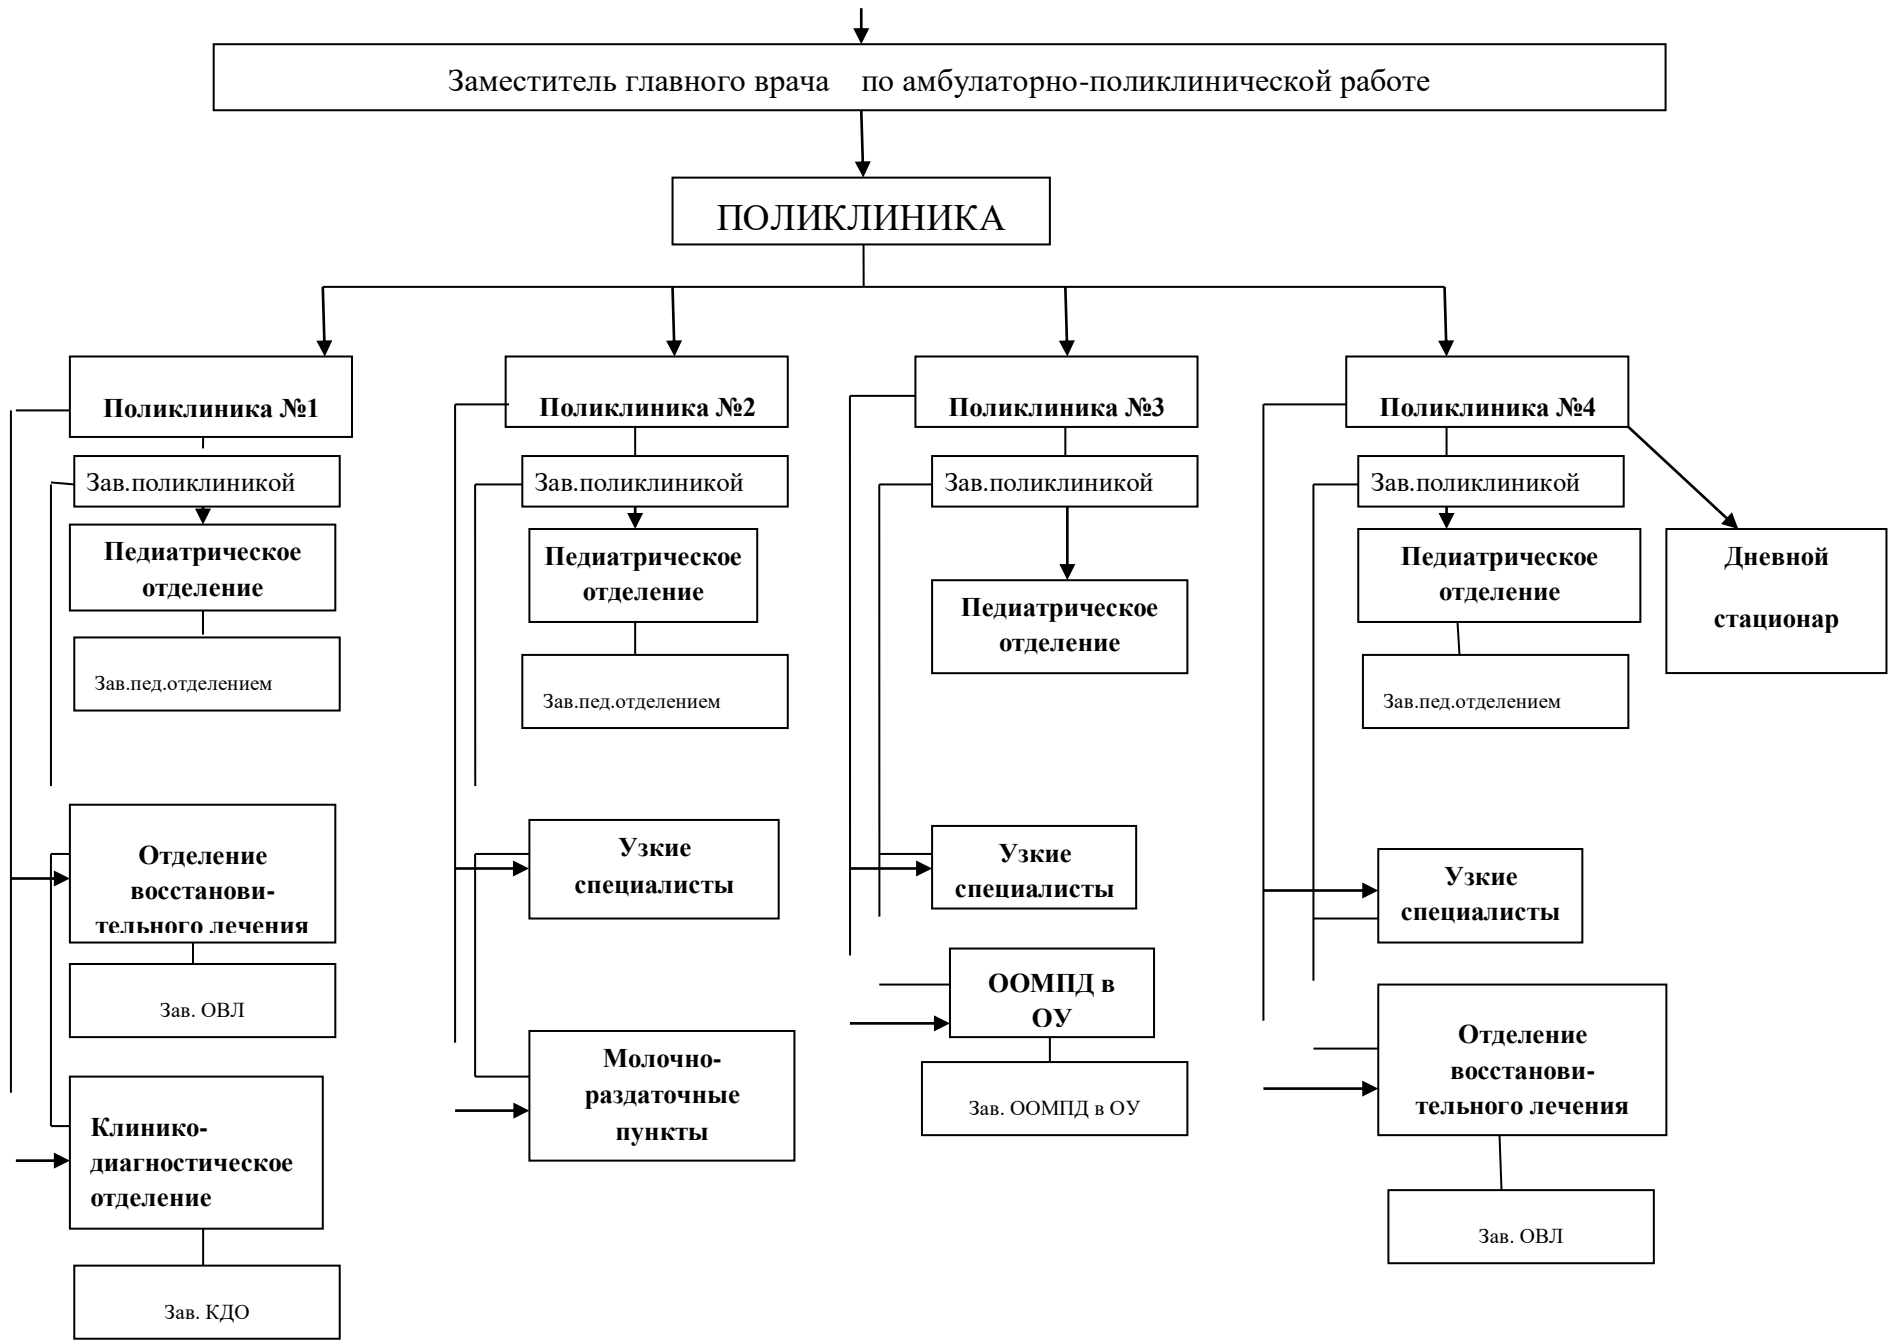 Заместитель главного врача по амбулаторно-поликлинической работе
ПОЛИКЛИНИКА
Поликлиника №1
Зав.поликлиникой
Педиатрическое
отделение
Зав.пед.отделением
Отделение
восстанови-
тельного лечения
Зав. ОВЛ
Клинико-
диагностическое
отделение
Зав. КДО
Поликлиника №2
Зав.поликлиникой
Педиатрическое
отделение
Зав.пед.отделением
Узкие
специалисты
Молочно-
раздаточные
пункты
Поликлиника №3
Зав.поликлиникой
Педиатрическое
отделение
Узкие
специалисты
ООМПД в
ОУ
Зав. ООМПД в ОУ
Поликлиника №4
Зав.поликлиникой
Педиатрическое
отделение
Зав.пед.отделением
Узкие
специалисты
Отделение
восстанови-
тельного лечения
Зав. ОВЛ
Дневной
стационар